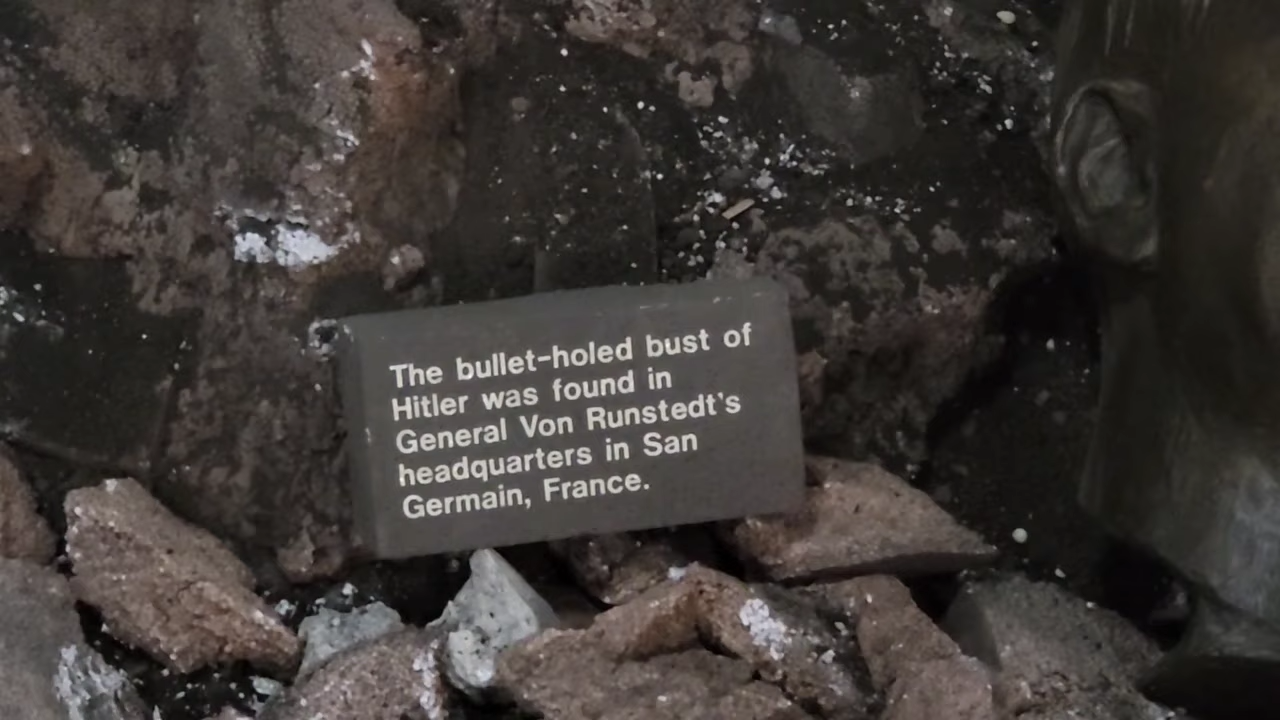 The bullet-holed bust of
Hitler was found in
General Von Runstedt's
headquarters in San
Germain, France.